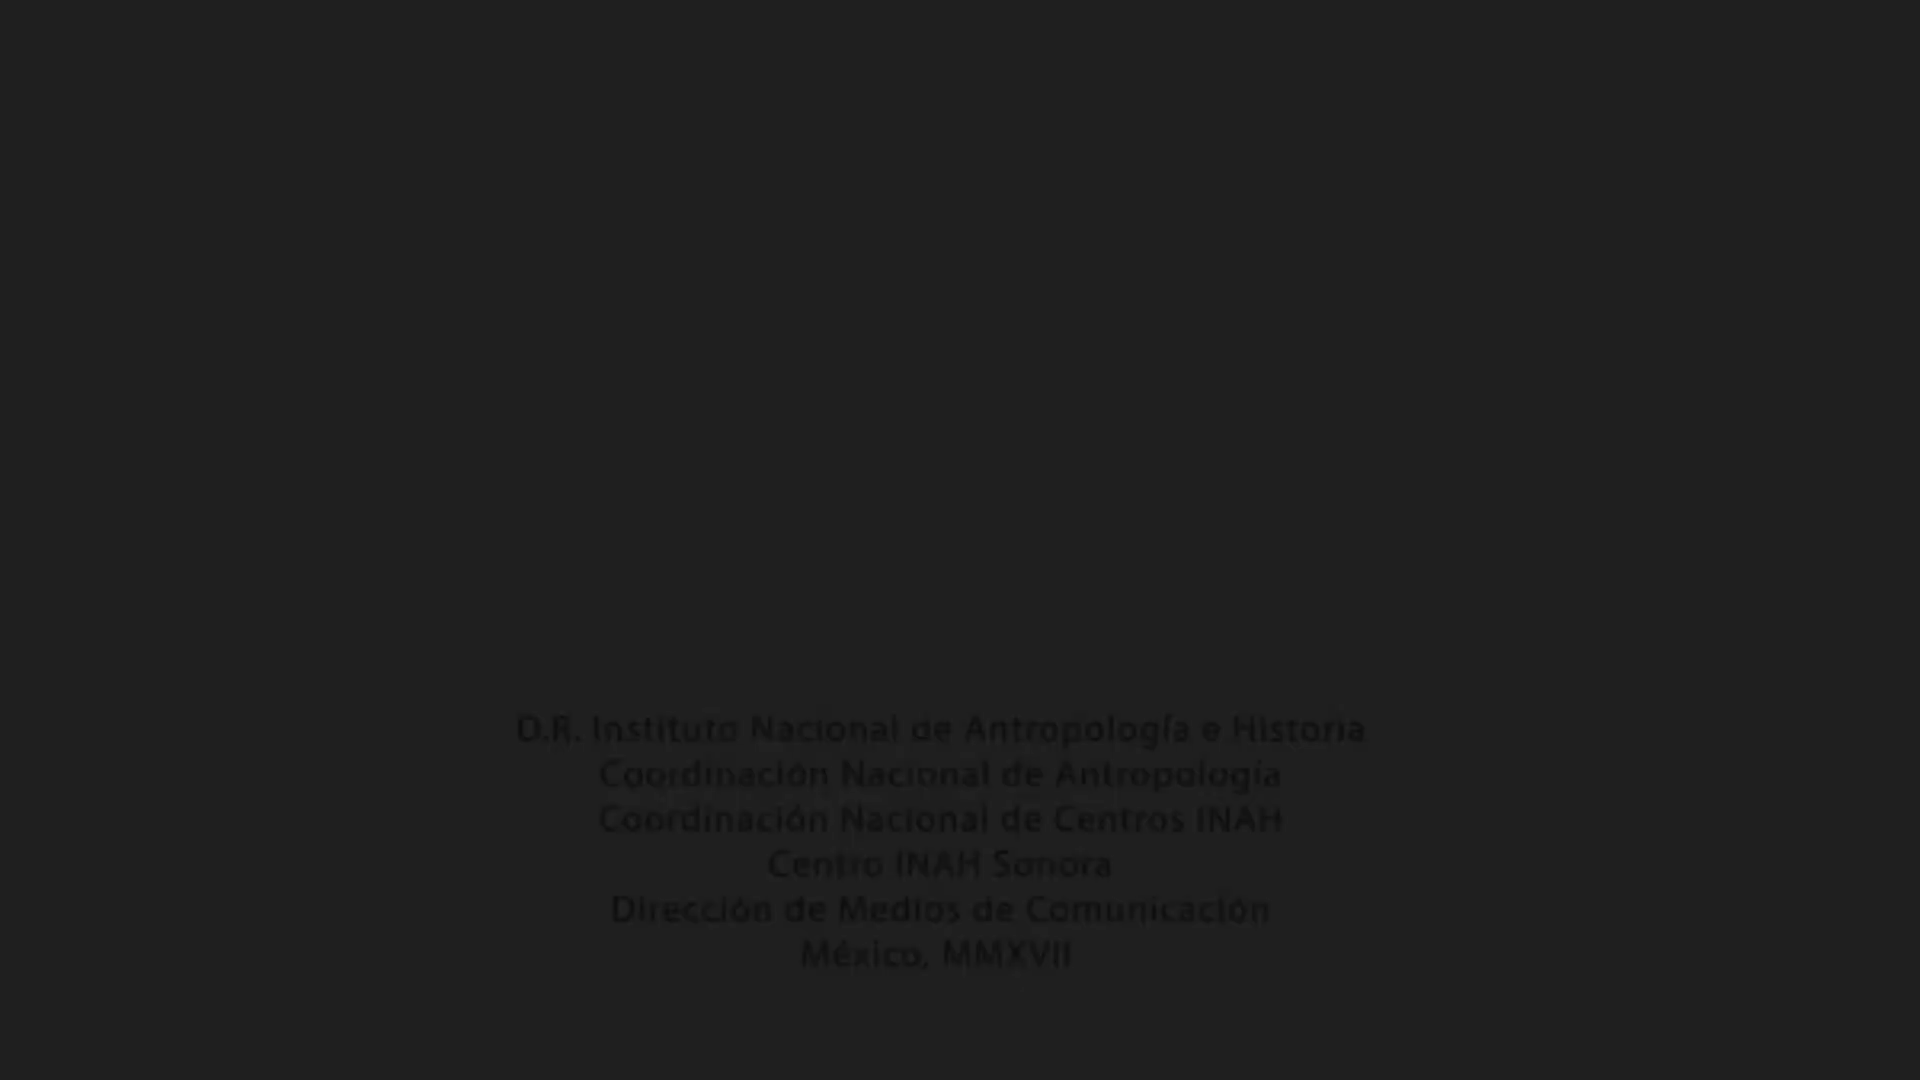 D.R. Instituto Nacional de Antropología e Historia
Coordinación Nacional de Antropología
Coordinación Nacional de Centros INAH
Centro INAH Sonora
Dirección de Medios de Comunicación
México, MMXVII